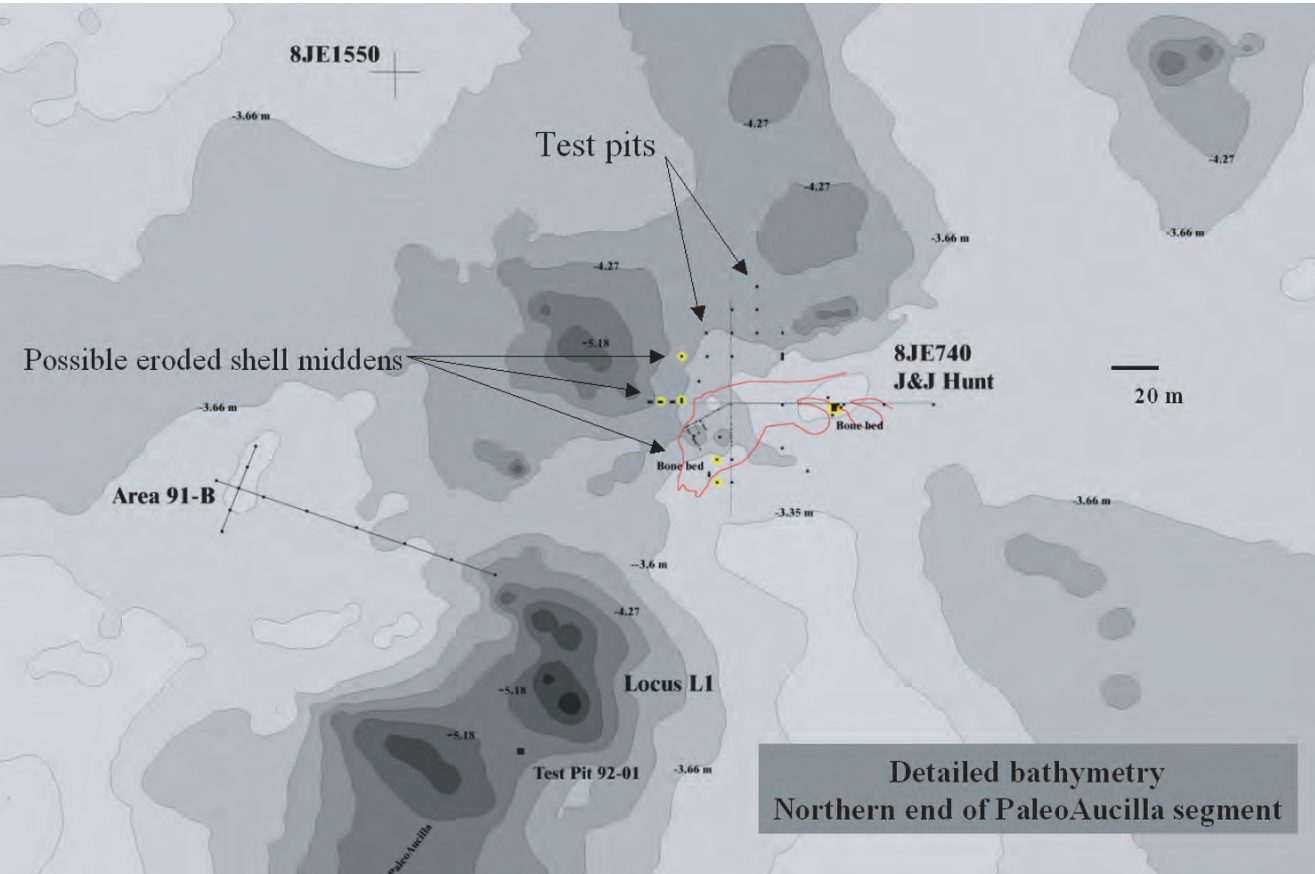 8JE1550
-3.66 m
-4.27
-4.27
Test pits
-4.27
-3.66 m
-3.66 m
-4.27
-5.18
Possible eroded shell middens
8JE740
J&J Hunt
20 m
-3.66 m
Bone bed
Bone bed
Area 91-B
-3.66 m
-3.35 m
--3.6 m
-4.27
Locus L1
-5.18
-5.18
Test Pit 92-01
-3.66 m
Detailed bathymetry
Northern end of PaleoAucilla segment
PaleoAucilla